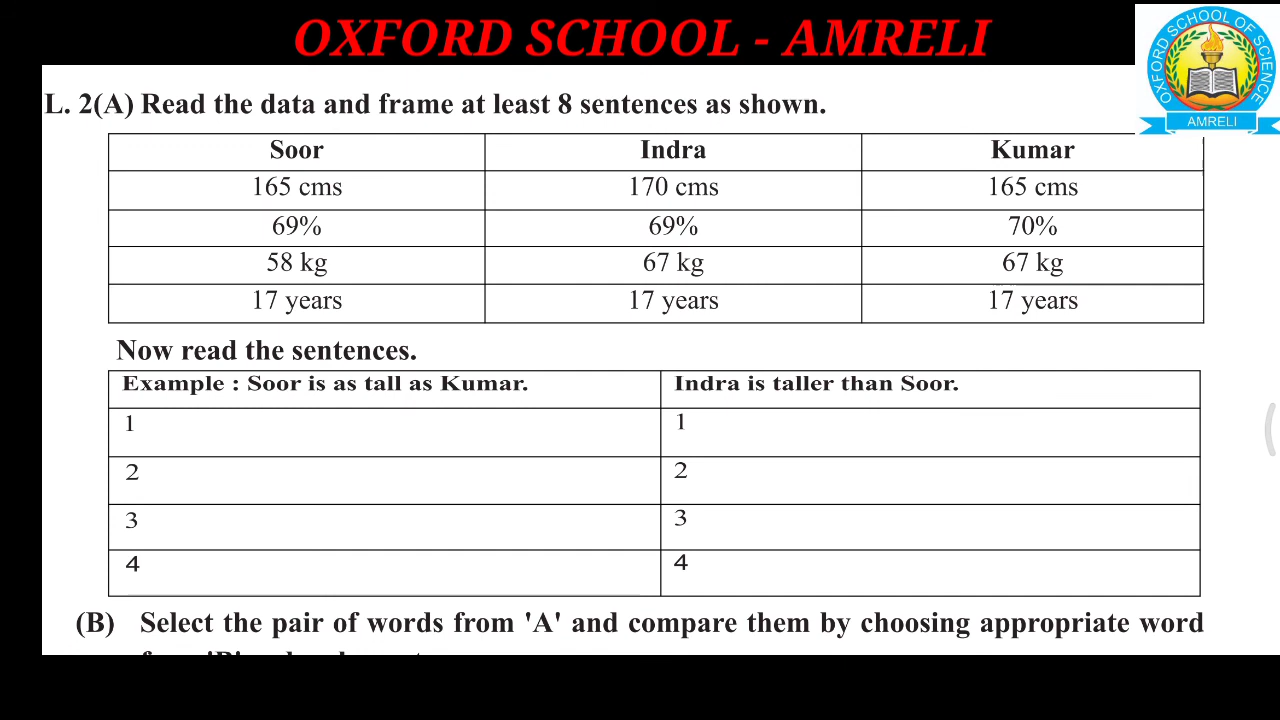 OXFORD SCHOOL - AMRELI
OXFORD SCHOOL OF SCIENCE
AMRELI
L. 2(A) Read the data and frame at least 8 sentences as shown.
Soor Indra Kumar
165 cms 170 cms 165 cms
69% 69% 70%
58 kg 67 kg 67 kg
17 years 17 years 17 years
Now read the sentences.
Example : Soor is as tall as Kumar. Indra is taller than Soor.
1 1
2 2
3 3
4 4
(B) Select the pair of words from 'A' and compare them by choosing appropriate word